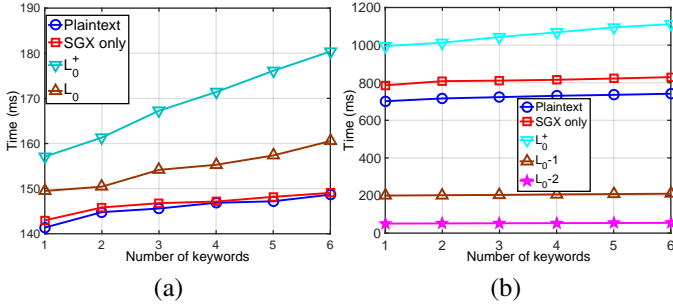 190
180
170
160
150
140
Time (ms)
Plaintext
SGX only
L₀⁺
L₀
1 2 3 4 5 6
Number of keywords
(a)
1200
1000
800
600
400
200
0
Time (ms)
Plaintext
SGX only
L₀⁺
L₀-1
L₀-2
1 2 3 4 5 6
Number of keywords
(b)